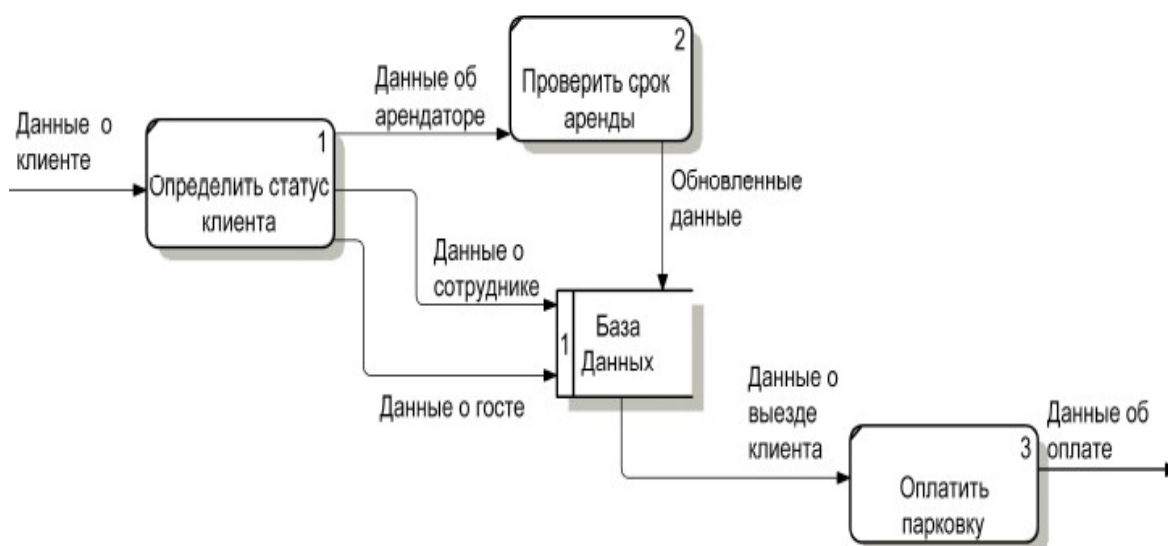 2
Проверить срок
аренды
Данные об
арендаторе
Данные о
клиенте
1
Определить статус
клиента
Обновленные
данные
Данные о
сотруднике
1
База
Данных
Данные о госте
Данные о
выезде
клиента
Данные об
оплате
3
Оплатить
парковку